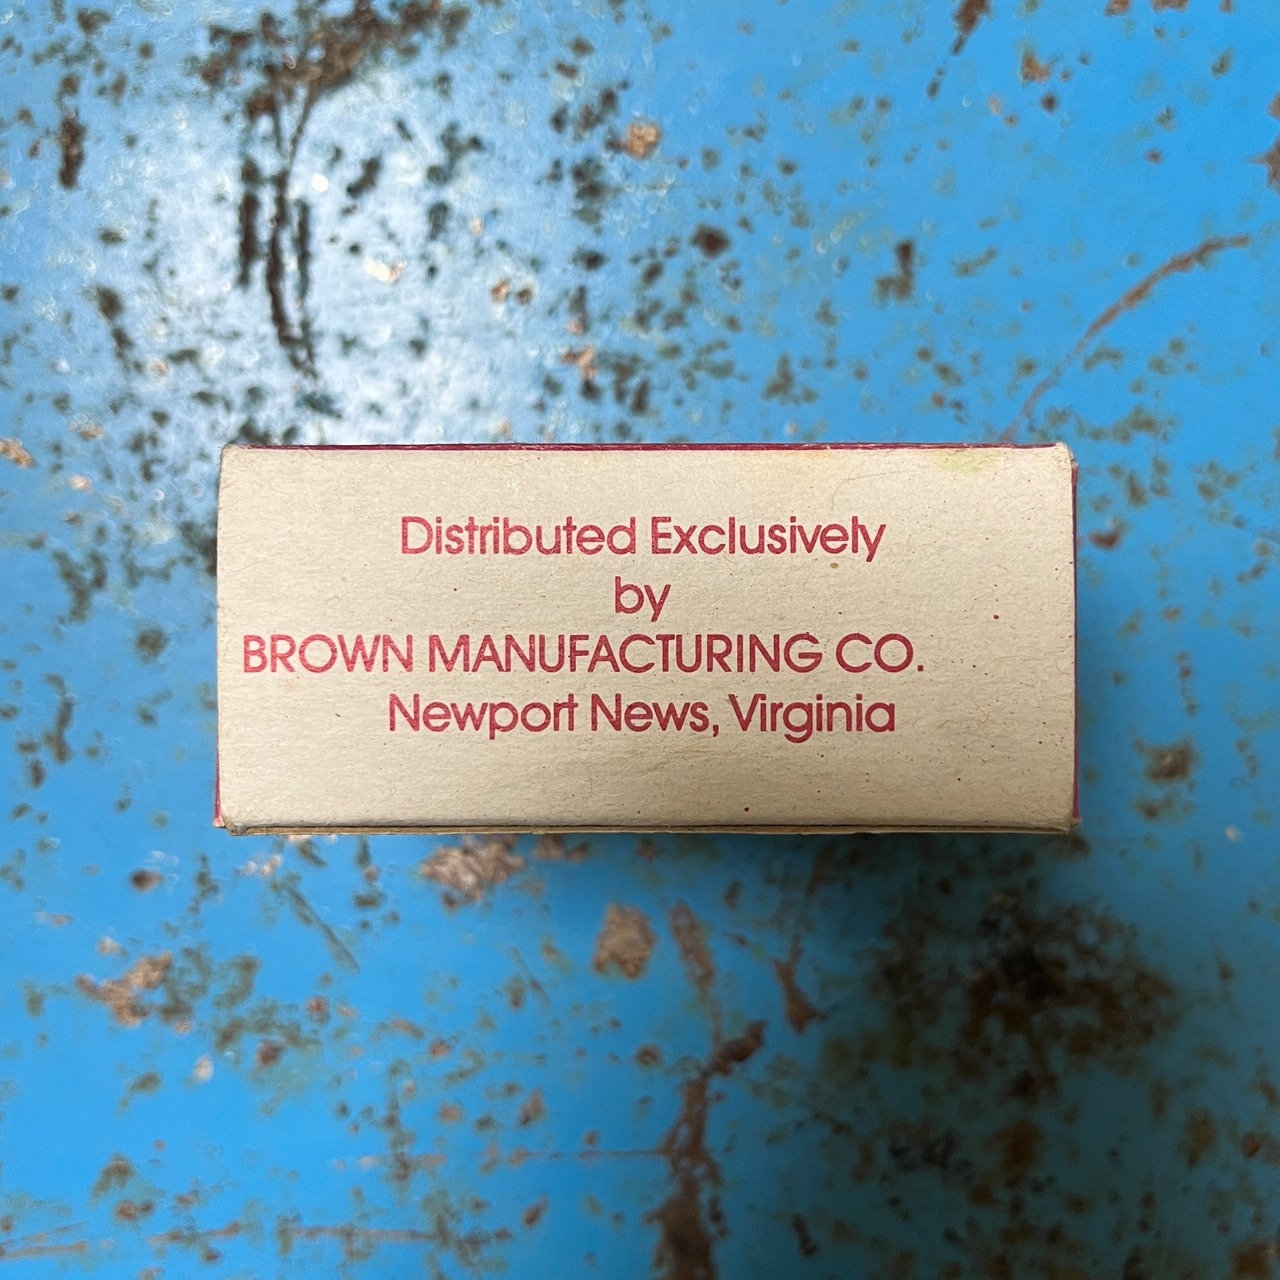 Distributed Exclusively
by
BROWN MANUFACTURING CO.
Newport News, Virginia